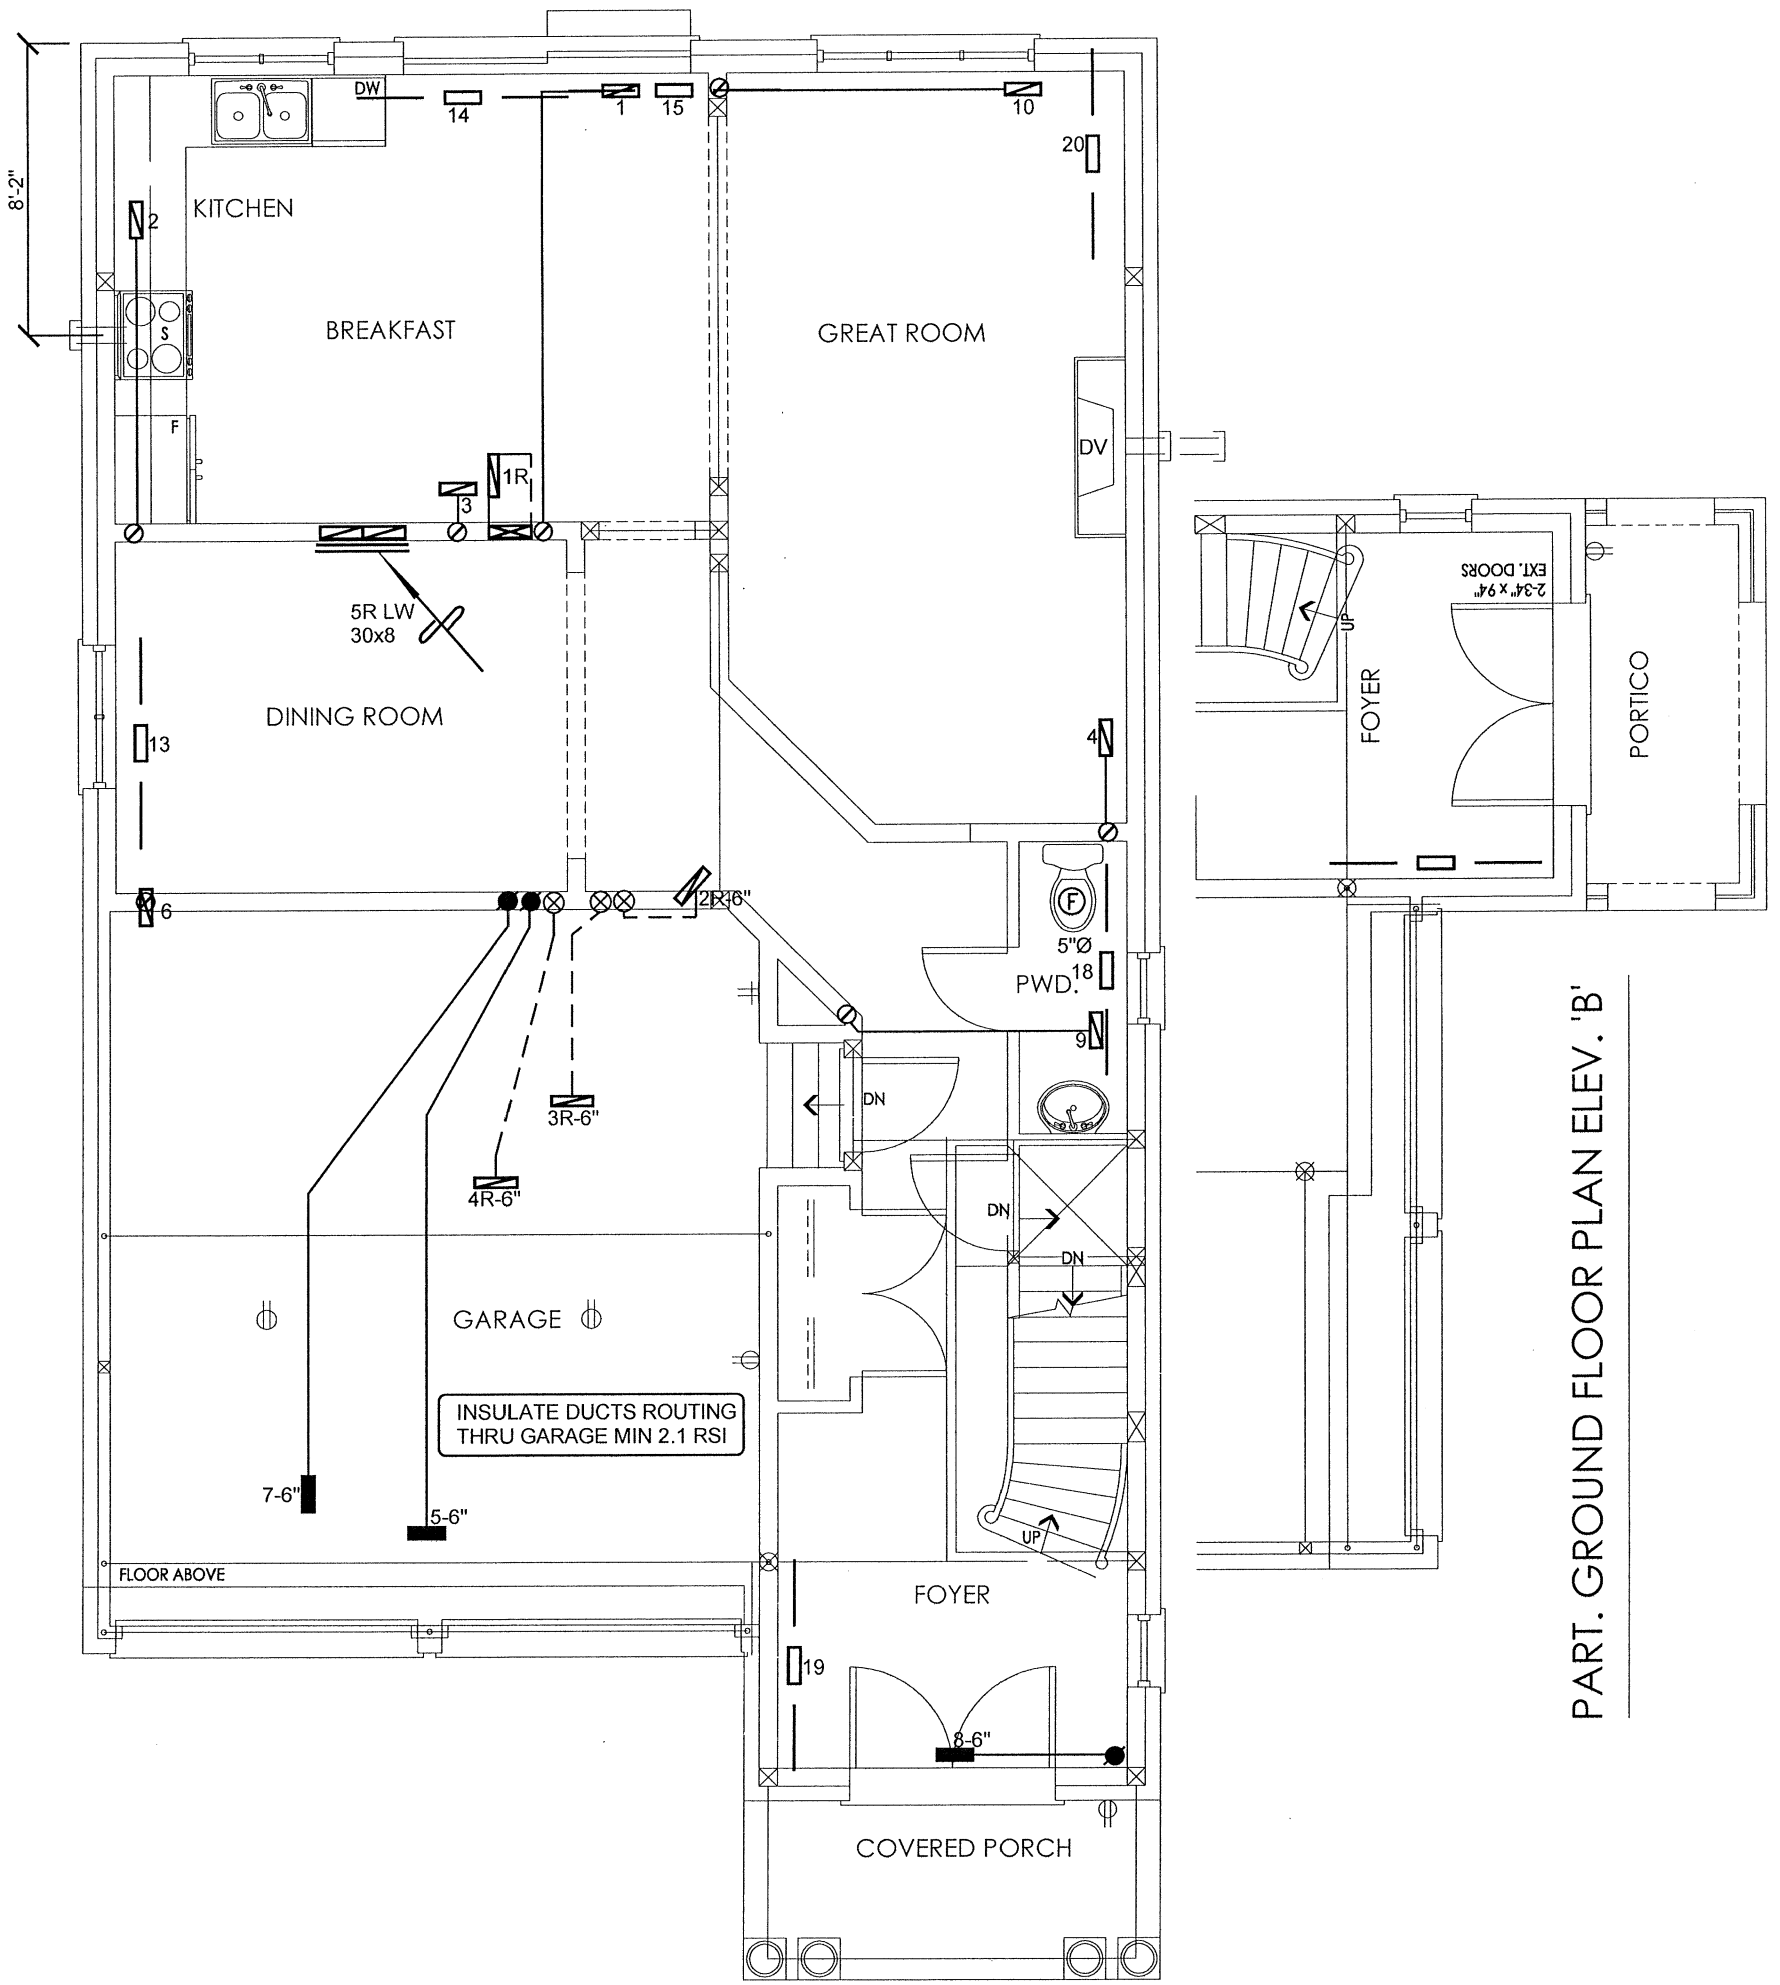 DW
14
1
15
10
20
8'-2"
2
KITCHEN
S
BREAKFAST
GREAT ROOM
F
DV
1R
3
2-34" x 94"
EXT. DOORS
UP
5R LW
30x8
FOYER
PORTICO
DINING ROOM
13
4
6
2R-6"
F
5"Ø
18
PWD.
9
DN
3R-6"
4R-6"
DN
DN
GARAGE
INSULATE DUCTS ROUTING
THRU GARAGE MIN 2.1 RSI
7-6"
5-6"
UP
FLOOR ABOVE
FOYER
19
8-6"
COVERED PORCH
PART. GROUND FLOOR PLAN ELEV. 'B'